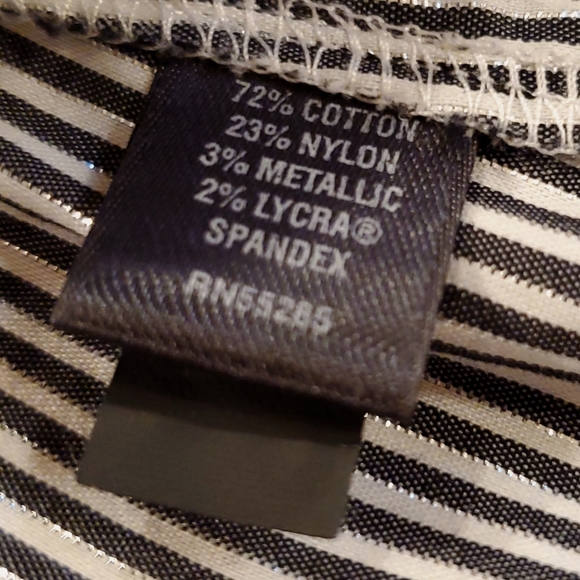 72% COTTON
23% NYLON
3% METALLIC
2% LYCRA®
SPANDEX
RN55285